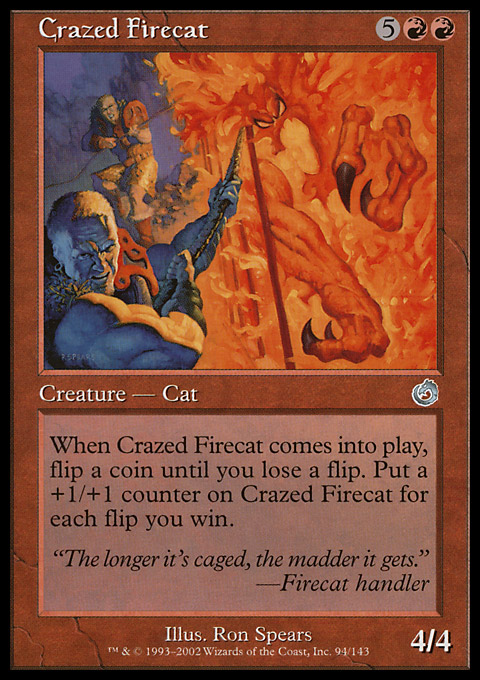 Crazed Firecat 5
R.SPEARS
Creature — Cat
When Crazed Firecat comes into play,
flip a coin until you lose a flip. Put a
+1/+1 counter on Crazed Firecat for
each flip you win.
“The longer it’s caged, the madder it gets.”
—Firecat handler
Illus. Ron Spears
™ & © 1993–2002 Wizards of the Coast, Inc. 94/143
4/4